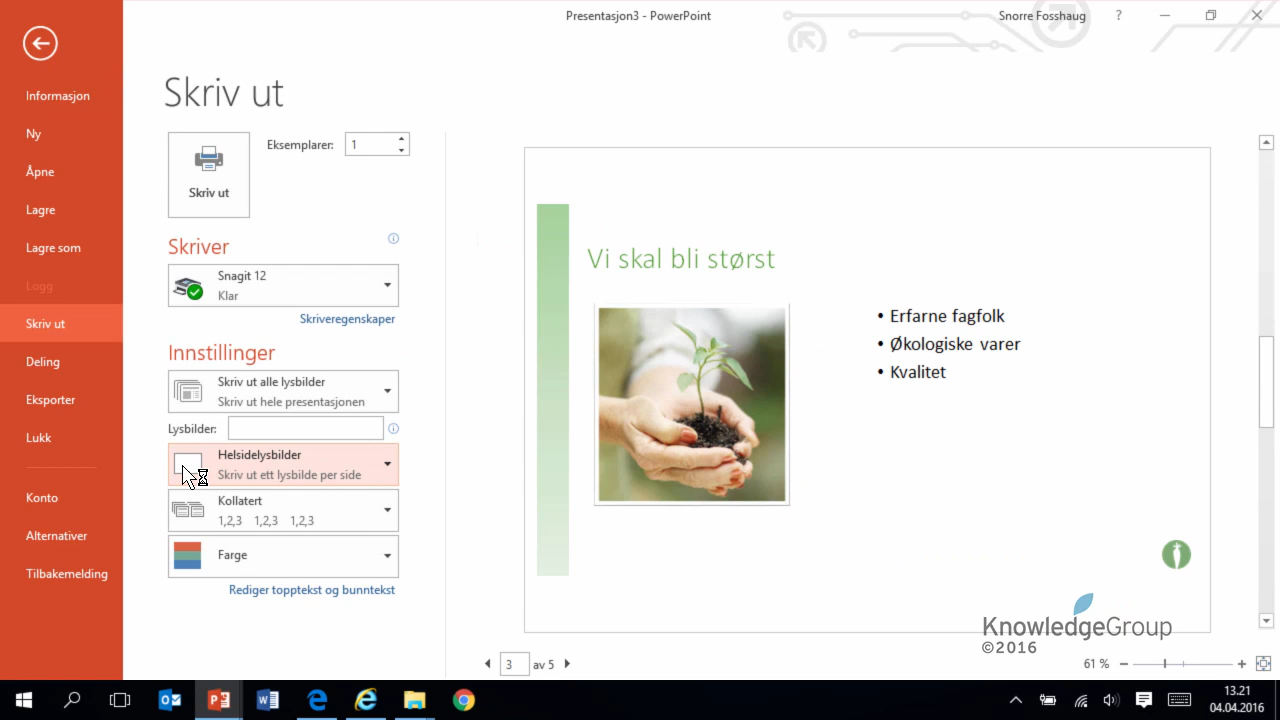 Presentasjon3 - PowerPoint
Snorre Fosshaug
?
Informasjon
Ny
Åpne
Lagre
Lagre som
Logg
Skriv ut
Deling
Eksporter
Lukk
Konto
Alternativer
Tilbakemelding
Skriv ut
Skriv ut
Eksemplarer: 1
Skriver
Snagit 12
Klar
Skriveregenskaper
Innstillinger
Skriv ut alle lysbilder
Skriv ut hele presentasjonen
Lysbilder:
Helsidelysbilder
Skriv ut ett lysbilde per side
Kollatert
1,2,3 1,2,3 1,2,3
Farge
Rediger topptekst og bunntekst
Vi skal bli størst
• Erfarne fagfolk
• Økologiske varer
• Kvalitet
KnowledgeGroup
©2016
3 av 5
61 %
13.21
04.04.2016